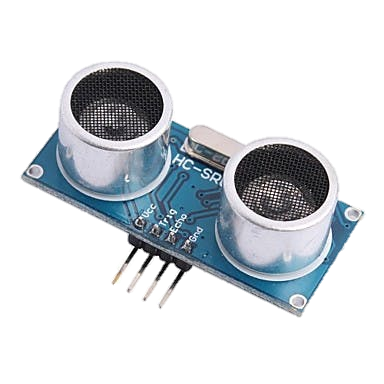 HC-SR
Vcc
Trig
Echo
Gnd